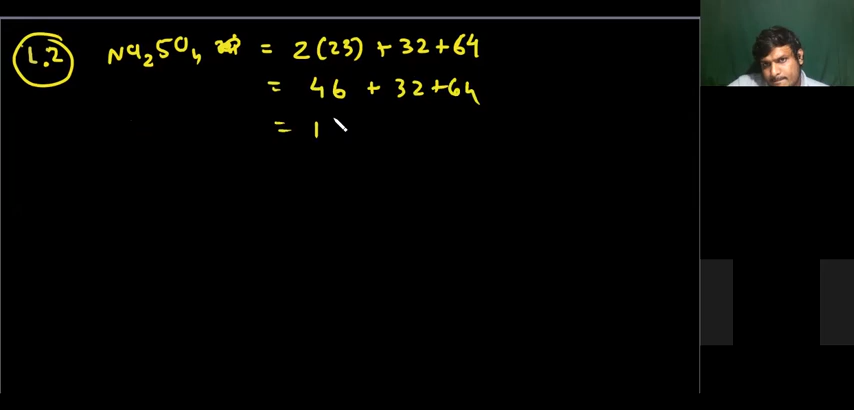 1.2 Na2SO4 = 2(23) + 32+64
= 46 + 32+64
= 1